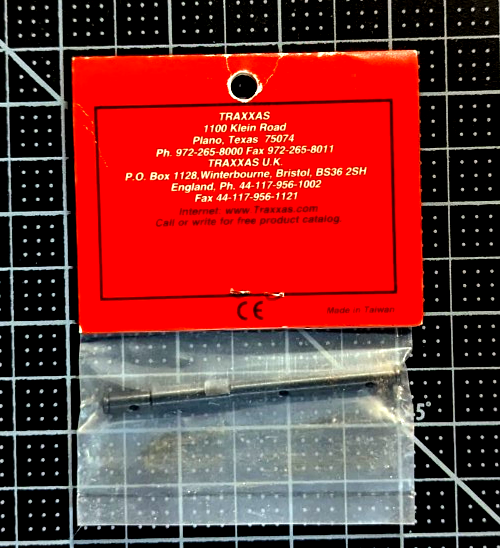 TRAXXAS
1100 Klein Road
Plano, Texas 75074
Ph. 972-265-8000 Fax 972-265-8011
TRAXXAS U.K.
P.O. Box 1128,Winterbourne, Bristol, BS36 2SH
England, Ph. 44-117-956-1002
Fax 44-117-956-1121
Internet: www.Traxxas.com
Call or write for free product catalog.
CE
Made in Taiwan
5°